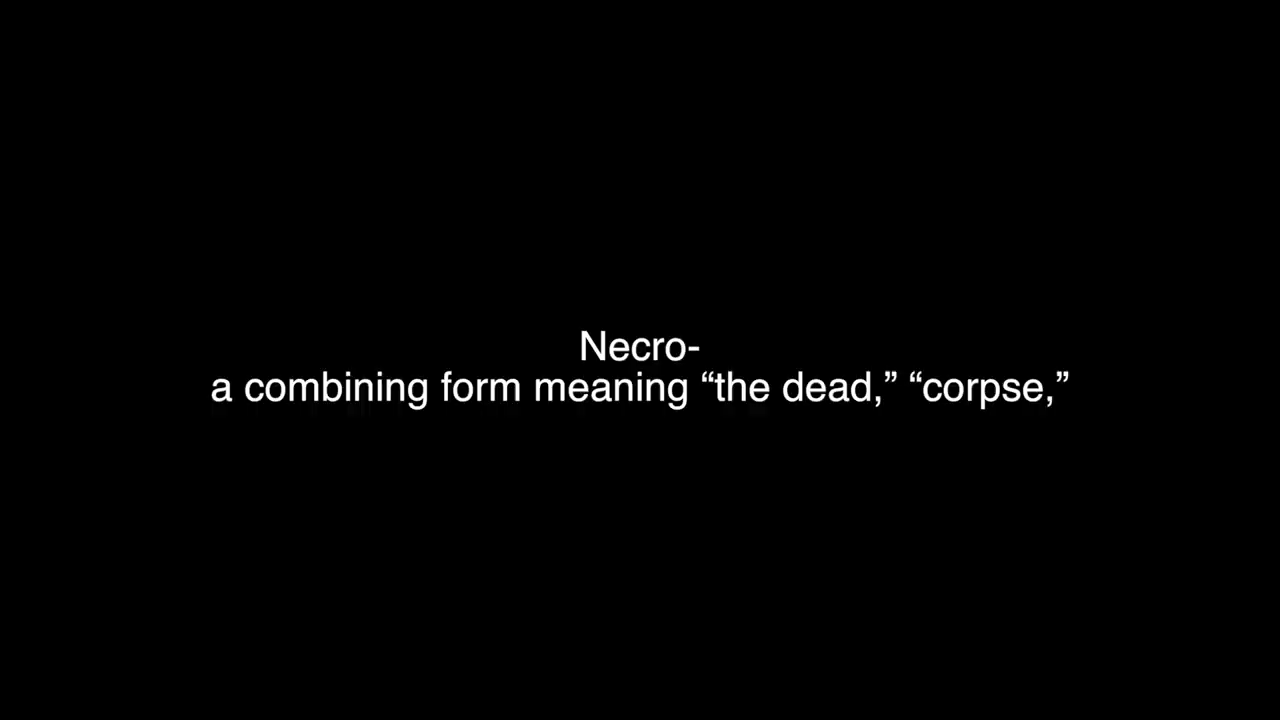 Necro-
a combining form meaning “the dead,” “corpse,”